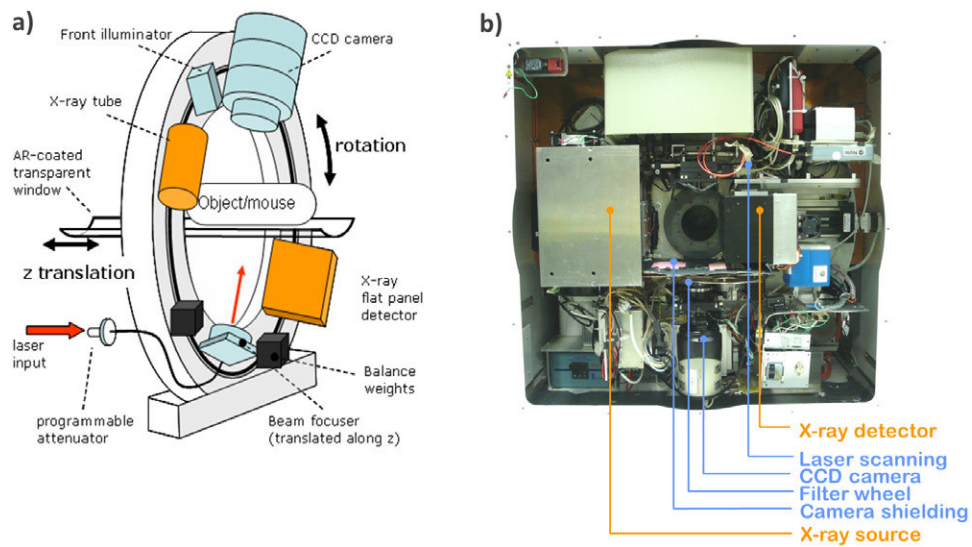 a)
Front illuminator
CCD camera
X-ray tube
rotation
AR-coated
transparent
window
Object/mouse
z translation
X-ray
flat panel
detector
laser
input
Balance
weights
programmable
attenuator
Beam focuser
(translated along z)
b)
X-ray detector
Laser scanning
CCD camera
Filter wheel
Camera shielding
X-ray source